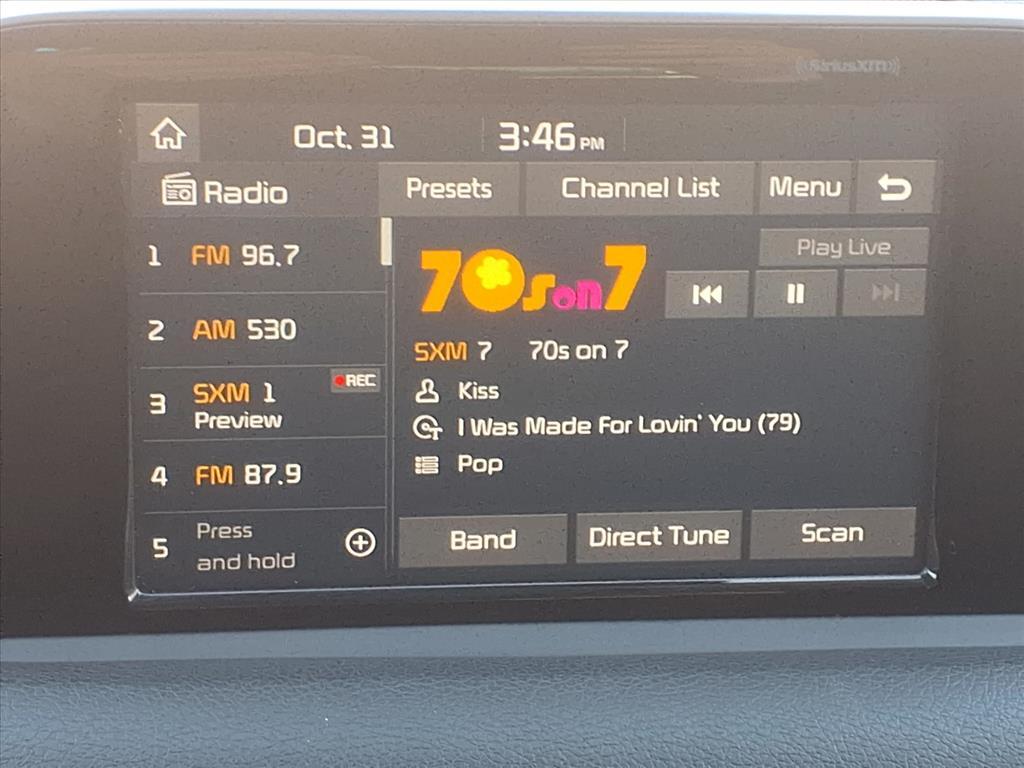 SiriusXM
Oct. 31 3:46 PM
Radio Presets Channel List Menu
1 FM 96.7
2 AM 530
3 SXM 1 REC
Preview
4 FM 87.9
5 Press
and hold
Play Live
70s on 7
SXM 7 70s on 7
Kiss
I Was Made For Lovin' You (79)
Pop
Band Direct Tune Scan